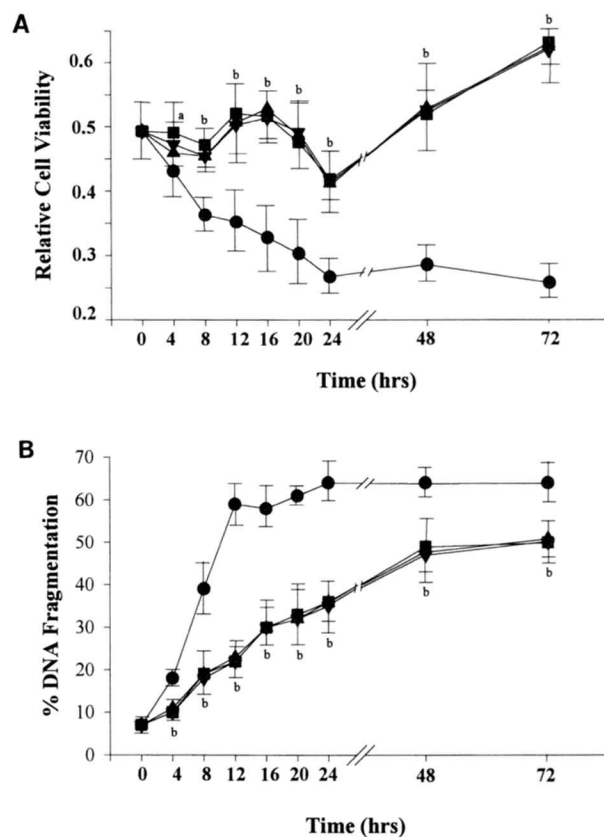 A
Relative Cell Viability
0.6
0.5
0.4
0.3
0.2
a
b
b
b
b
b
b
b
0 4 8 12 16 20 24 48 72
Time (hrs)
B
% DNA Fragmentation
70
60
50
40
30
20
10
0
b
b
b
b
b
b
b
b
0 4 8 12 16 20 24 48 72
Time (hrs)